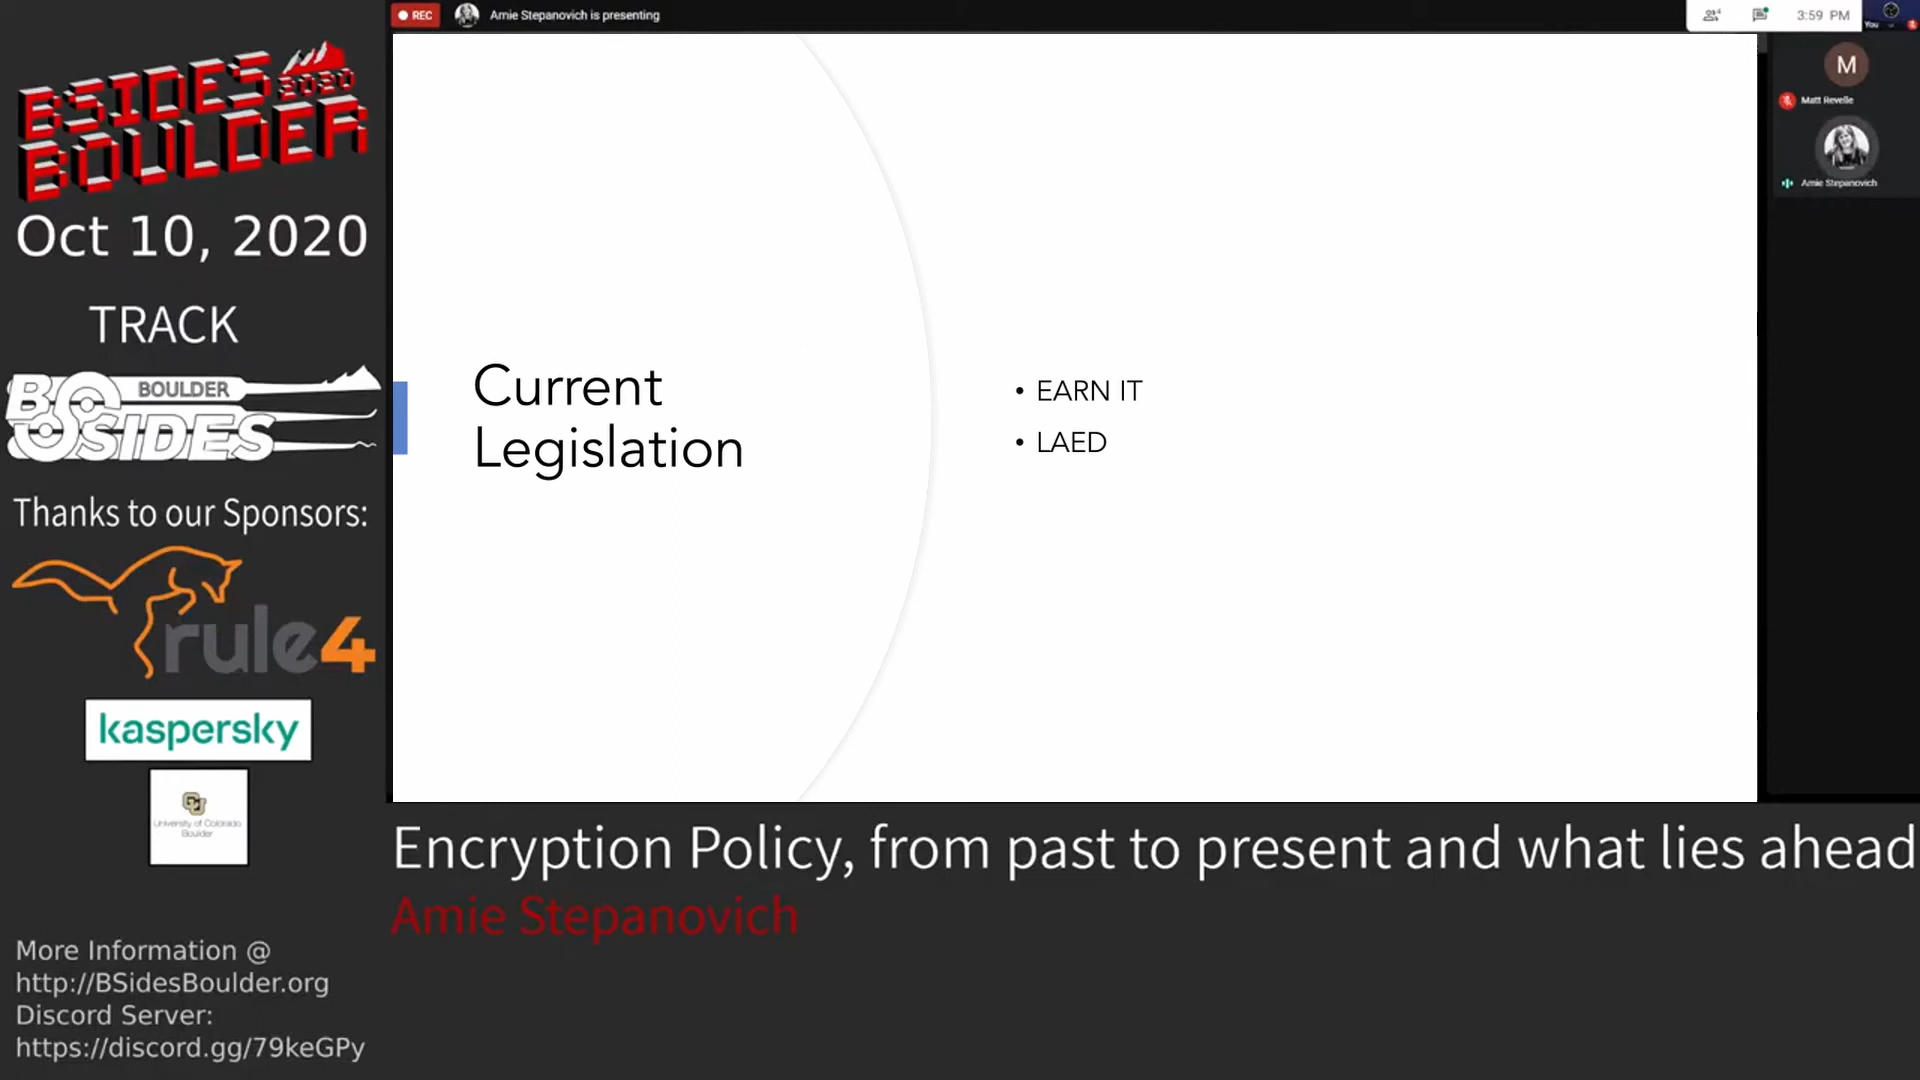 BSIDES
2020
BOULDER
Oct 10, 2020
TRACK
BOULDER
BSIDES
Thanks to our Sponsors:
rule4
kaspersky
CU
University of Colorado
Boulder
More Information @
http://BSidesBoulder.org
Discord Server:
https://discord.gg/79keGPy
REC
Amie Stepanovich is presenting
4
3:59 PM
You
M
Matt Revelle
Amie Stepanovich
Current
Legislation
• EARN IT
• LAED
Encryption Policy, from past to present and what lies ahead
Amie Stepanovich